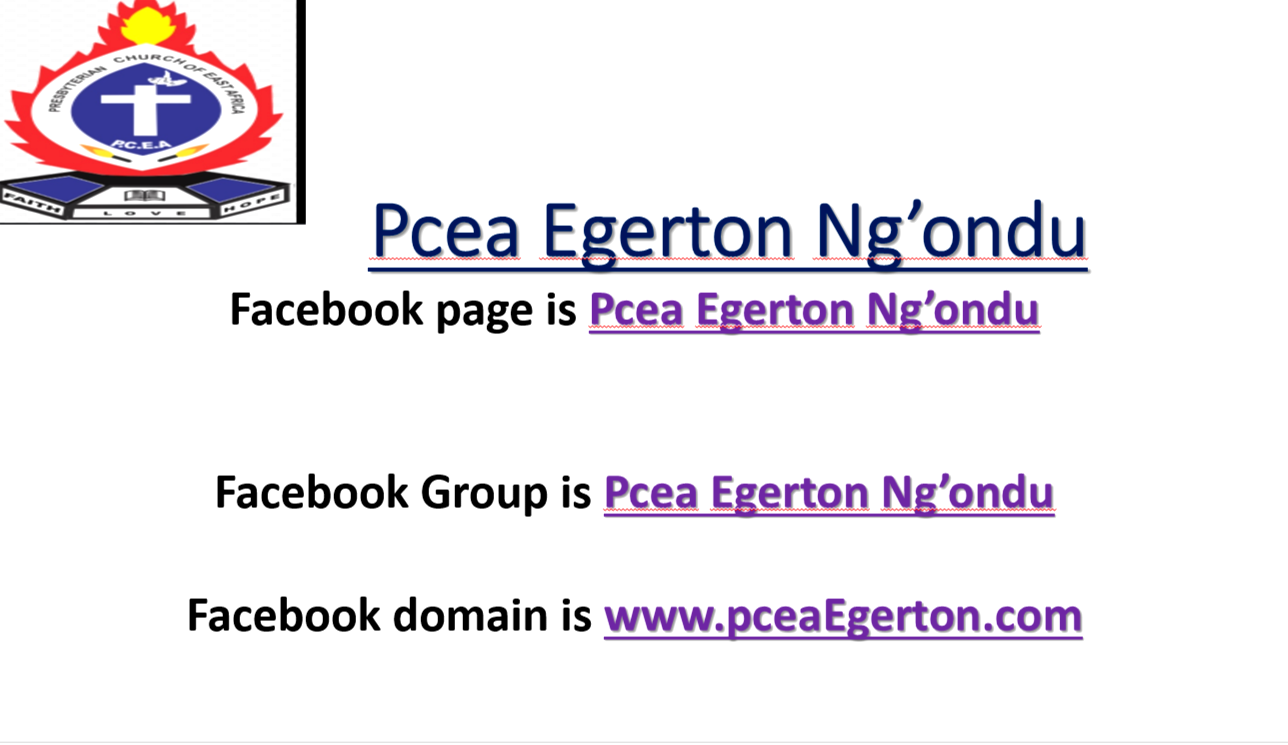 PRESBYTERIAN CHURCH OF EAST AFRICA
P.C.E.A
FAITH LOVE HOPE
Pcea Egerton Ng’ondu
Facebook page is Pcea Egerton Ng’ondu
Facebook Group is Pcea Egerton Ng’ondu
Facebook domain is www.pceaEgerton.com